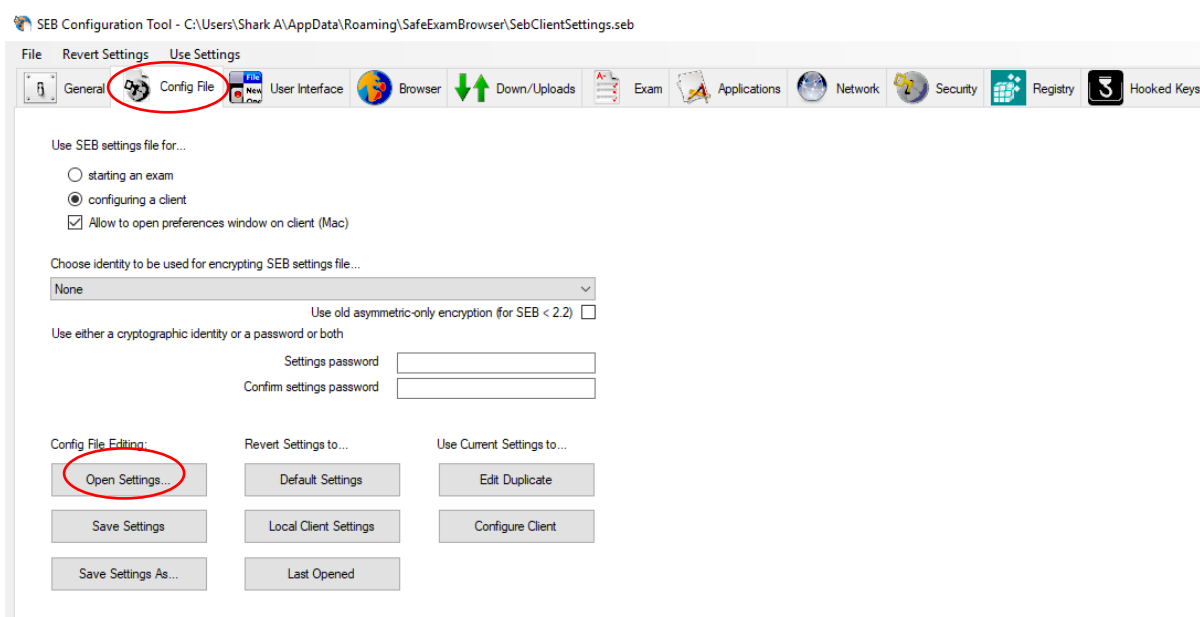 SEB Configuration Tool - C:\Users\Shark A\AppData\Roaming\SafeExamBrowser\SebClientSettings.seb
File Revert Settings Use Settings
General Config File User Interface Browser Down/Uploads Exam Applications Network Security Registry Hooked Keys
Use SEB settings file for...
starting an exam
configuring a client
Allow to open preferences window on client (Mac)
Choose identity to be used for encrypting SEB settings file...
None
Use old asymmetric-only encryption (for SEB < 2.2)
Use either a cryptographic identity or a password or both
Settings password
Confirm settings password
Config File Editing: Revert Settings to... Use Current Settings to...
Open Settings... Default Settings Edit Duplicate
Save Settings Local Client Settings Configure Client
Save Settings As... Last Opened